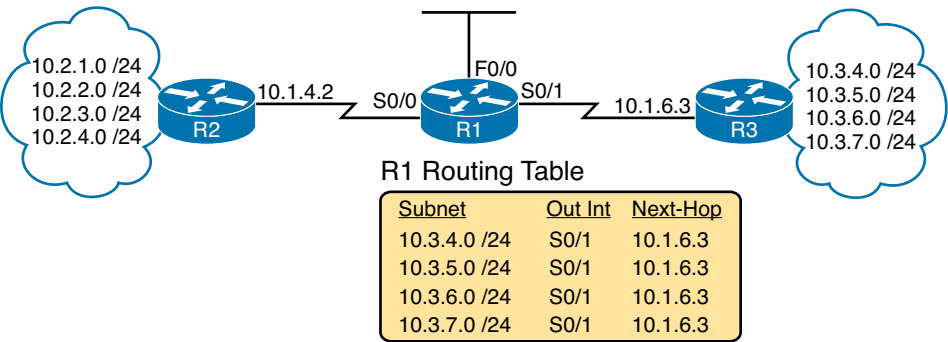 10.2.1.0 /24
10.2.2.0 /24
10.2.3.0 /24
10.2.4.0 /24
R2
10.1.4.2
S0/0
F0/0
S0/1
R1
10.1.6.3
R3
10.3.4.0 /24
10.3.5.0 /24
10.3.6.0 /24
10.3.7.0 /24
R1 Routing Table
Subnet Out Int Next-Hop
10.3.4.0 /24 S0/1 10.1.6.3
10.3.5.0 /24 S0/1 10.1.6.3
10.3.6.0 /24 S0/1 10.1.6.3
10.3.7.0 /24 S0/1 10.1.6.3